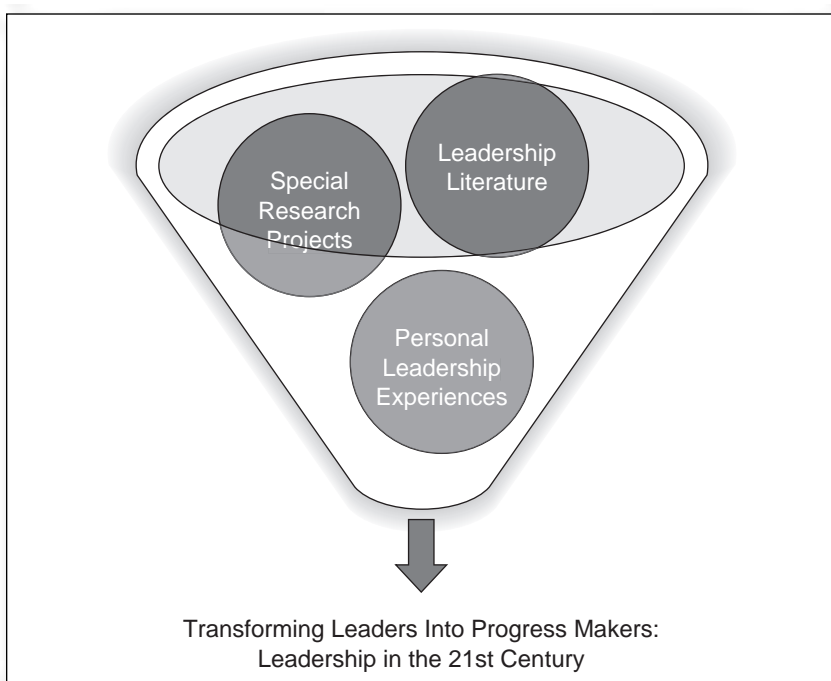 Special
Research
Projects
Leadership
Literature
Personal
Leadership
Experiences
Transforming Leaders Into Progress Makers:
Leadership in the 21st Century